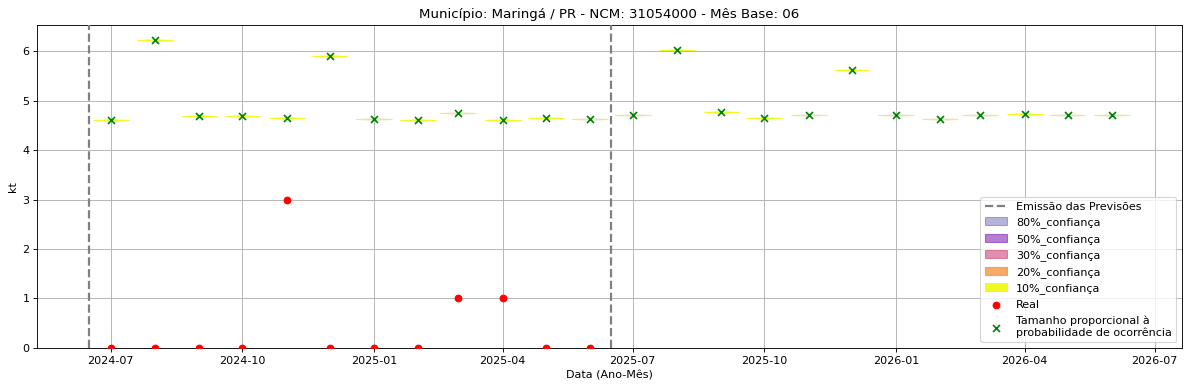 Município: Maringá / PR - NCM: 31054000 - Mês Base: 06
kt
6
5
4
3
2
1
0
2024-07
2024-10
2025-01
2025-04
2025-07
2025-10
2026-01
2026-04
2026-07
Data (Ano-Mês)
Emissão das Previsões
80%_confiança
50%_confiança
30%_confiança
20%_confiança
10%_confiança
Real
Tamanho proporcional à
probabilidade de ocorrência